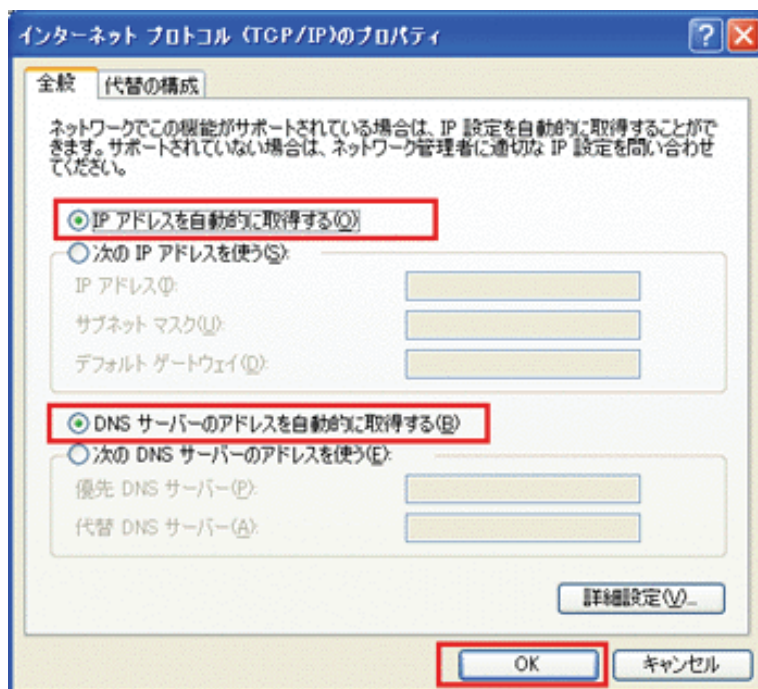 インターネット プロトコル (TCP/IP)のプロパティ
全般
代替の構成
ネットワークでこの機能がサポートされている場合は、IP 設定を自動的に取得することがで
きます。サポートされていない場合は、ネットワーク管理者に適切な IP 設定を問い合わせ
てください。
IP アドレスを自動的に取得する(O)
次の IP アドレスを使う(S):
IP アドレス(I):
サブネット マスク(U):
デフォルト ゲートウェイ(D):
DNS サーバーのアドレスを自動的に取得する(B)
次の DNS サーバーのアドレスを使う(E):
優先 DNS サーバー(P):
代替 DNS サーバー(A):
詳細設定(V)...
OK
キャンセル